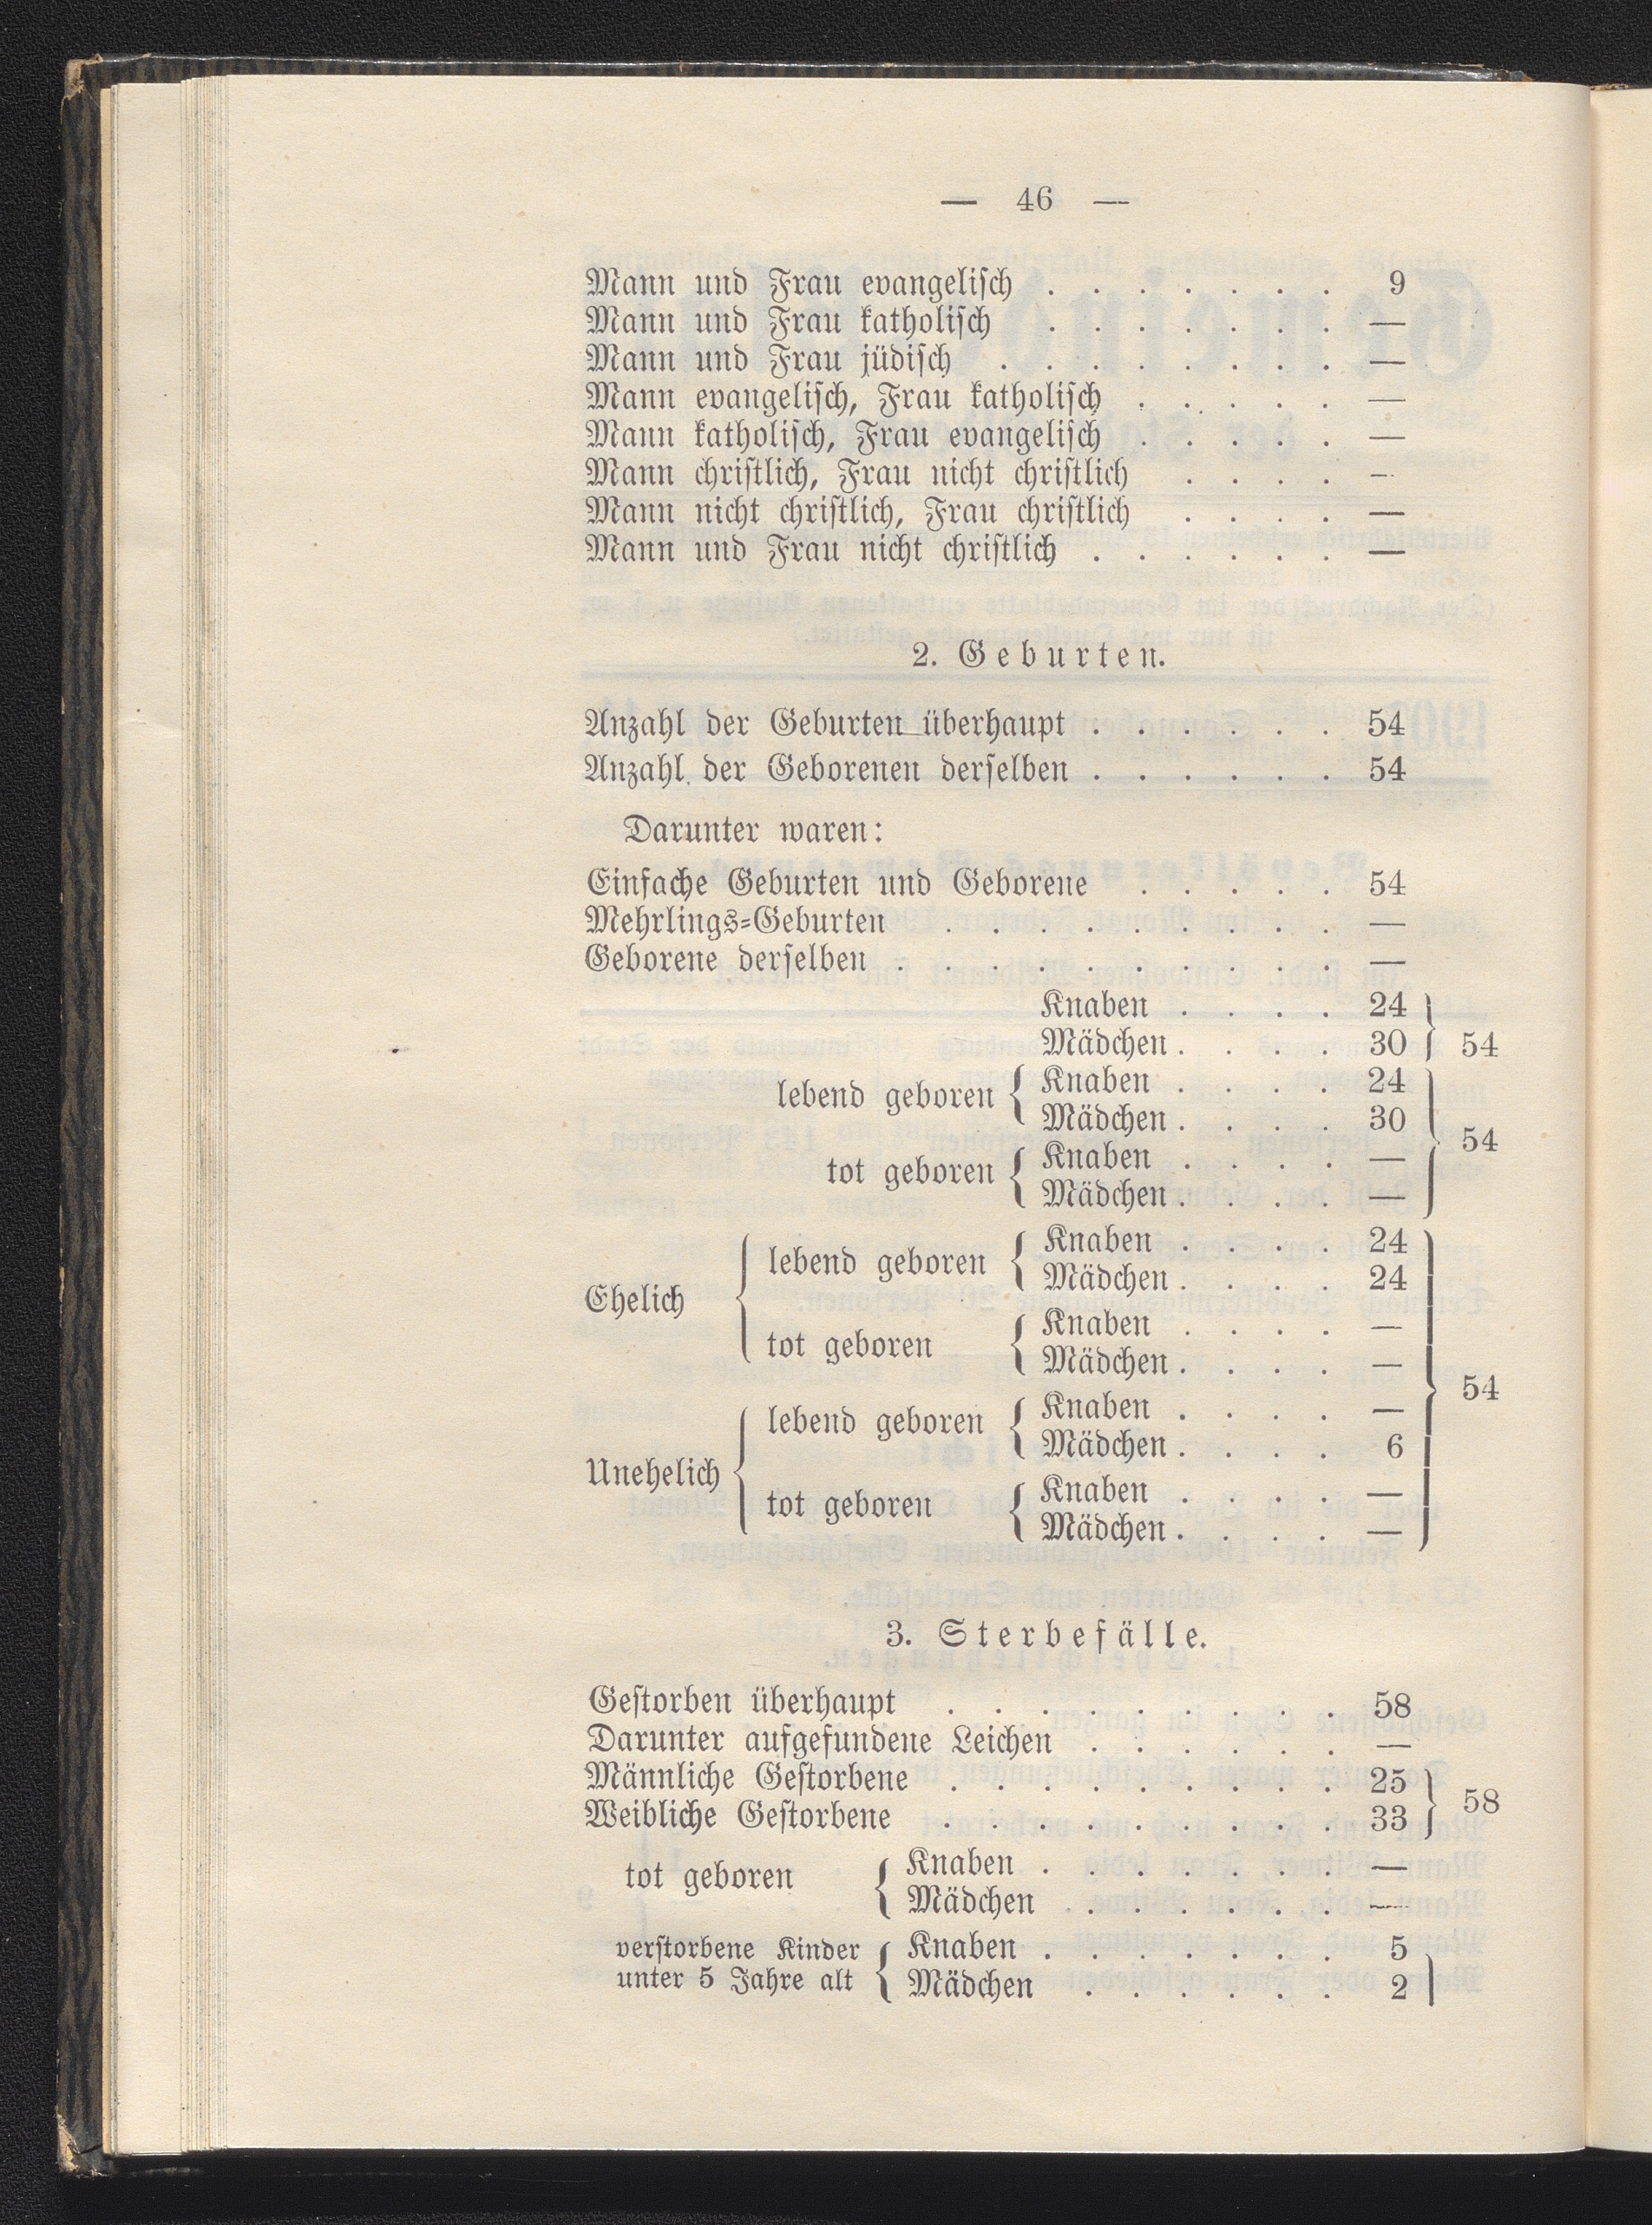 — 46 —
Mann und Frau evangelisch . . . . . . . 9
Mann und Frau katholisch . . . . . . . —
Mann und Frau jüdisch . . . . . . . . —
Mann evangelisch, Frau katholisch . . . . . —
Mann katholisch, Frau evangelisch . . . . . —
Mann christlich, Frau nicht christlich . . . . —
Mann nicht christlich, Frau christlich . . . . —
Mann und Frau nicht christlich . . . . . . —
2. Geburten.
Anzahl der Geburten überhaupt . . . . . . 54
Anzahl der Geborenen derselben . . . . . . 54
Darunter waren:
Einfache Geburten und Geborene . . . . . 54
Mehrlings-Geburten . . . . . . . . . —
Geborene derselben . . . . . . . . . . —
Knaben . . . . 24
Mädchen . . . . 30 } 54
lebend geboren { Knaben . . . . 24
Mädchen . . . . 30
} 54
tot geboren { Knaben . . . . —
Mädchen . . . . —
Ehelich { lebend geboren { Knaben . . . . 24
Mädchen . . . . 24
tot geboren { Knaben . . . . —
Mädchen . . . . —
} 54
Unehelich { lebend geboren { Knaben . . . . —
Mädchen . . . . 6
tot geboren { Knaben . . . . —
Mädchen . . . . —
3. Sterbefälle.
Gestorben überhaupt . . . . . . . . . 58
Darunter aufgefundene Leichen . . . . . . —
Männliche Gestorbene . . . . . . . . . 25
Weibliche Gestorbene . . . . . . . . . 33 } 58
tot geboren { Knaben . . . . . . . —
Mädchen . . . . . . —
verstorbene Kinder { Knaben . . . . . . . 5
unter 5 Jahre alt { Mädchen . . . . . . 2 }